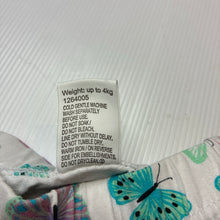 Weight: up to 4kg
1264005
COLD GENTLE MACHINE
WASH SEPARATELY
BEFORE USE.
DO NOT SOAK /
DO NOT BLEACH.
LINE DRY WITHOUT DELAY.
DO NOT TUMBLE DRY.
WARM IRON / ON REVERSE
SIDE FOR EMBELLISHMENTS.
DO NOT DRYCLEAN.